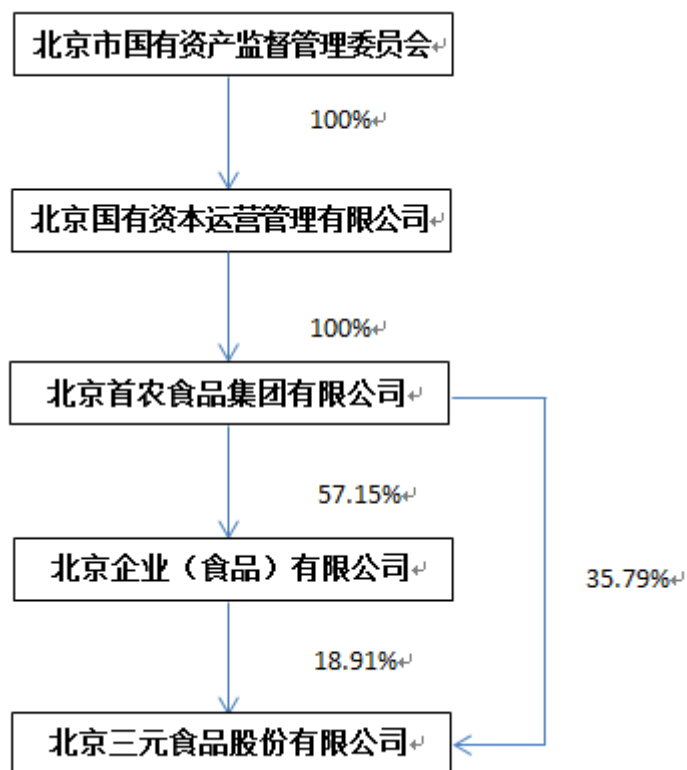 北京市国有资产监督管理委员会
100%
北京国有资本运营管理有限公司
100%
北京首农食品集团有限公司
57.15%
北京企业（食品）有限公司
35.79%
18.91%
北京三元食品股份有限公司